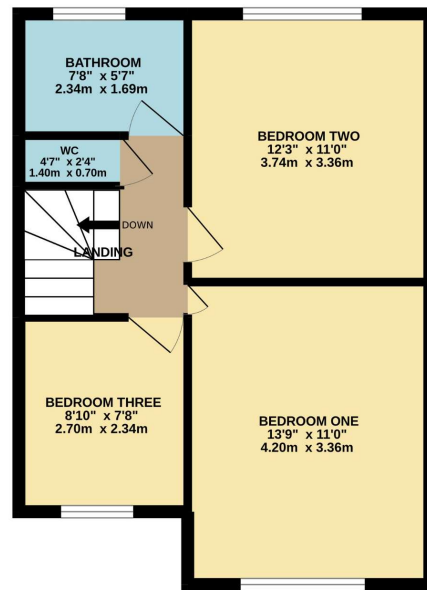 BATHROOM
7'8" x 5'7"
2.34m x 1.69m
BEDROOM TWO
12'3" x 11'0"
3.74m x 3.36m
WC
4'7" x 2'4"
1.40m x 0.70m
DOWN
LANDING
BEDROOM THREE
8'10" x 7'8"
2.70m x 2.34m
BEDROOM ONE
13'9" x 11'0"
4.20m x 3.36m